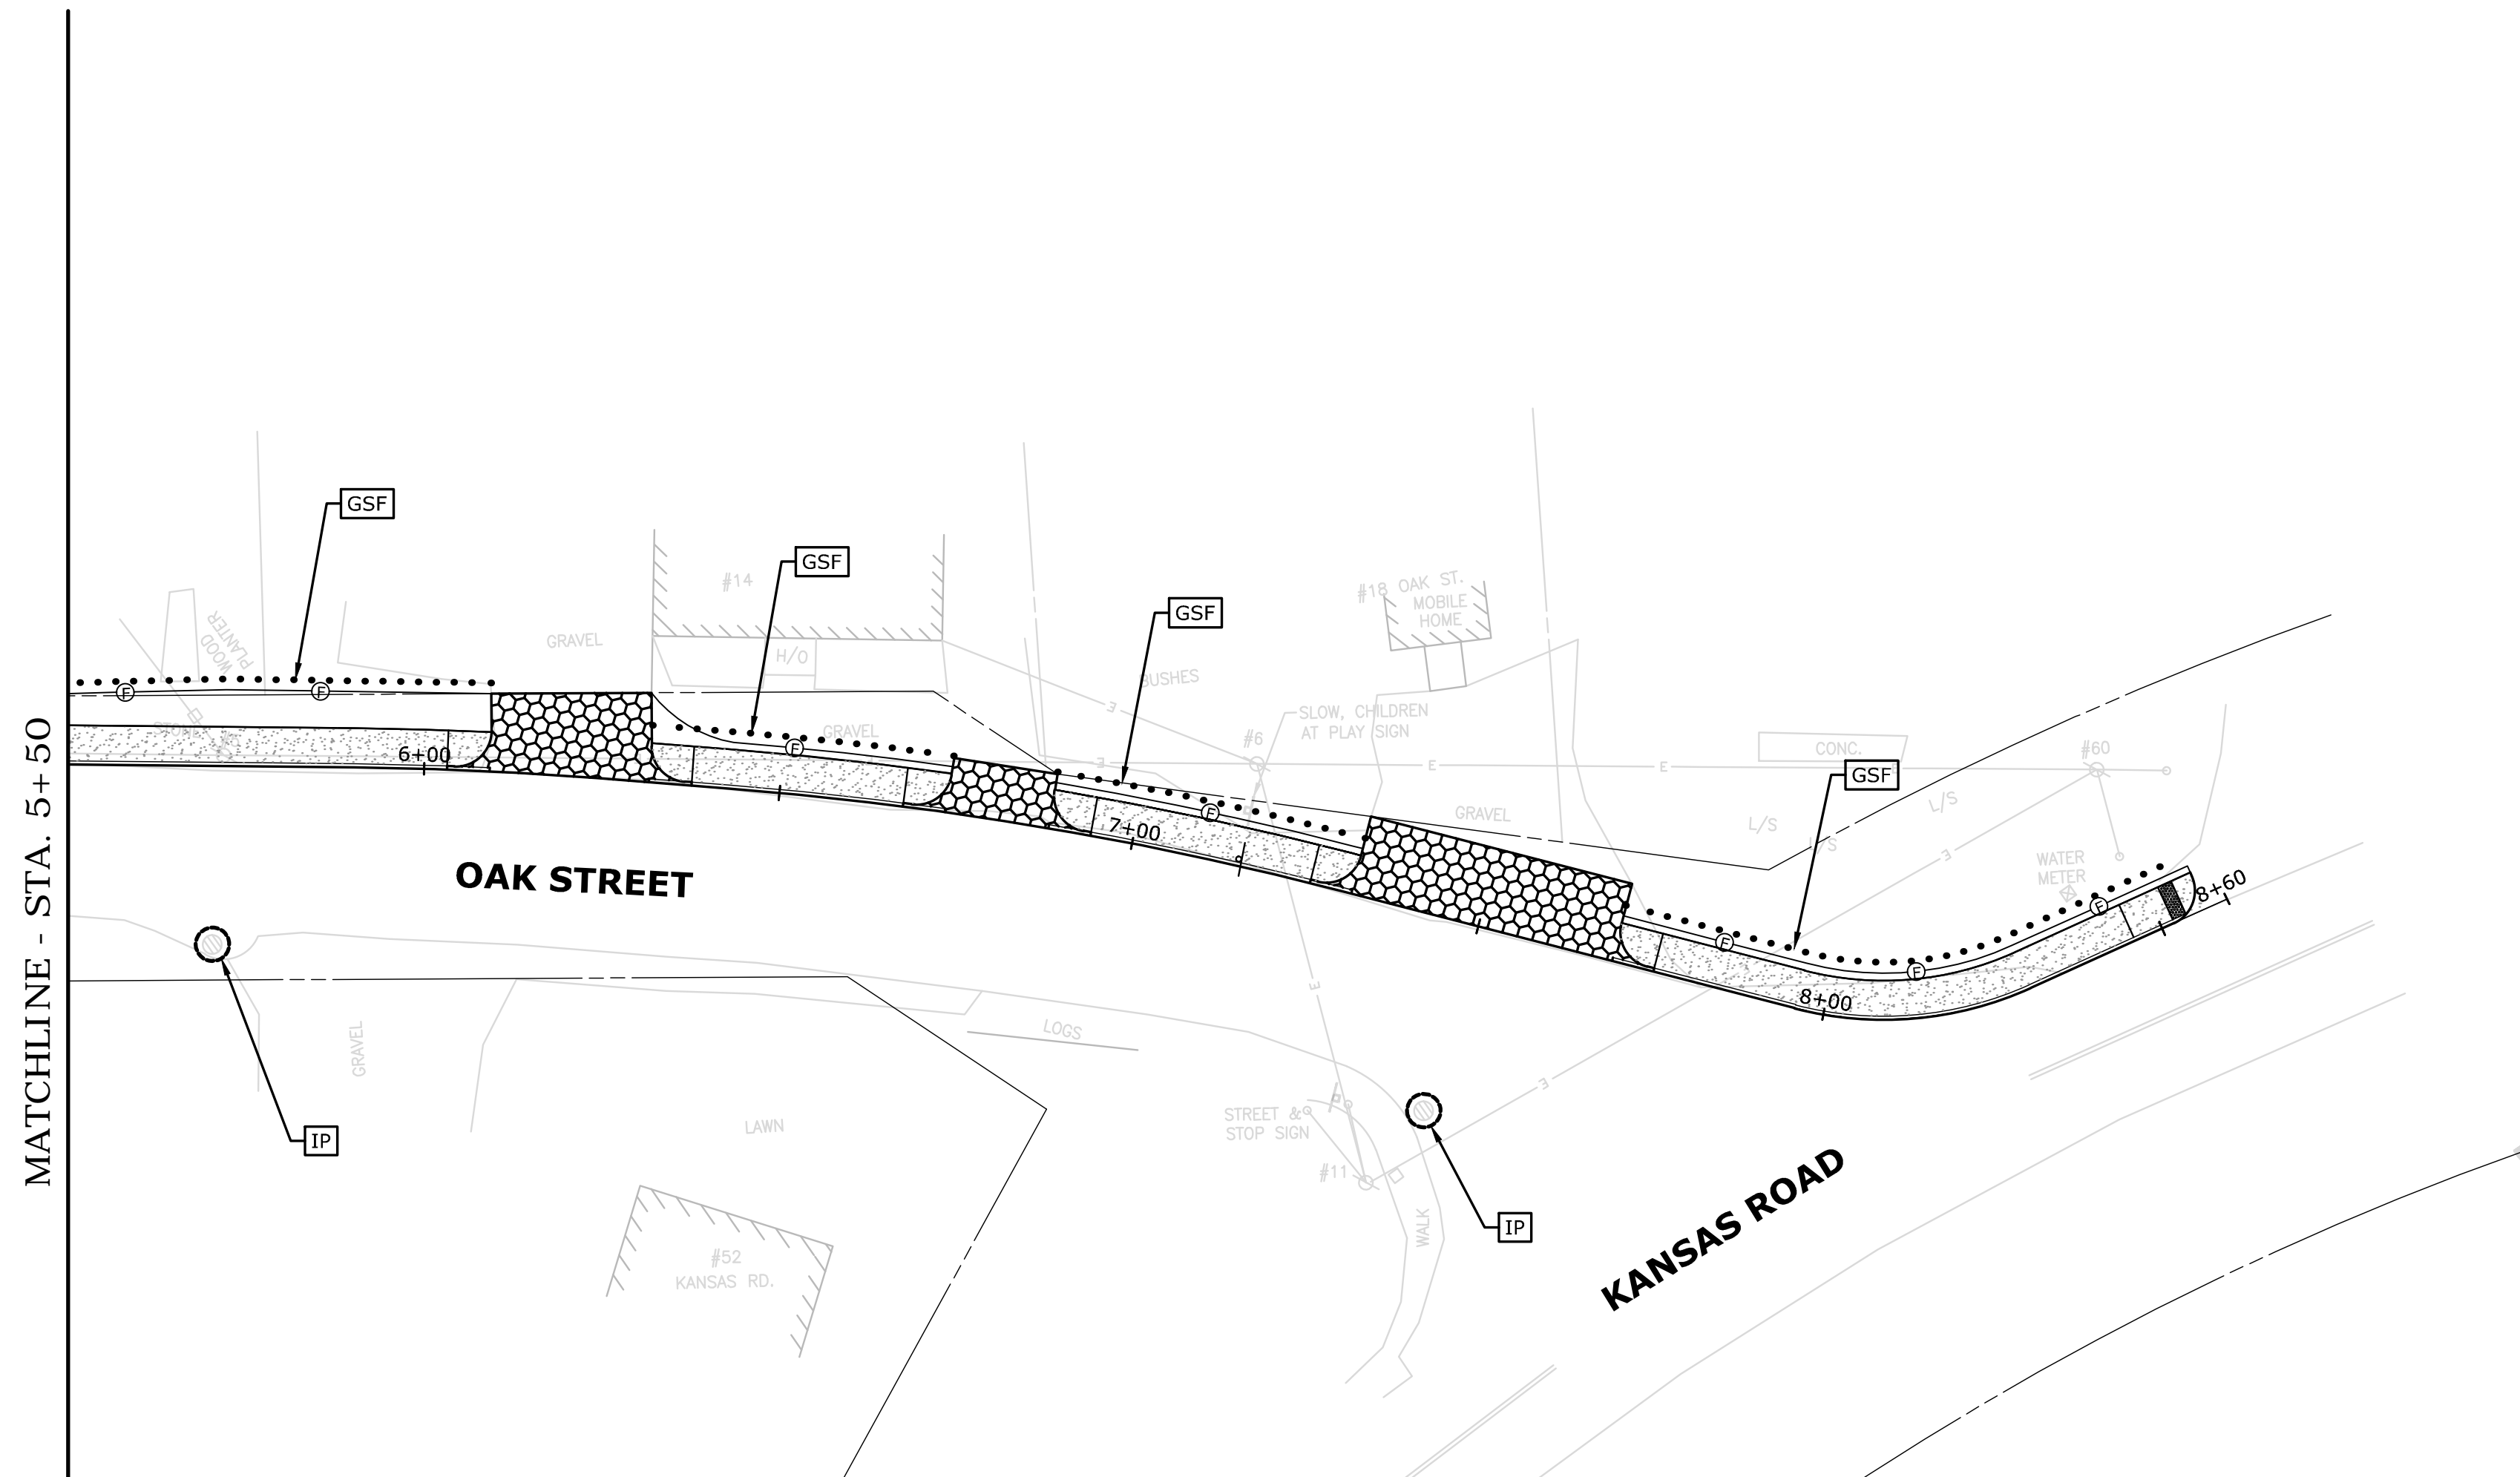 MATCHLINE - STA. 5+50
GSF
GSF
#14
#18 OAK ST.
MOBILE
HOME
GSF
WOOD
PLANTER
GRAVEL
H/O
E
BUSHES
SLOW, CHILDREN
AT PLAY SIGN
F
F
GRAVEL
F
#6
CONC.
#60
6+00
E
E
E
GSF
L/S
F
GRAVEL
L/S
7+00
E
WATER
METER
OAK STREET
8+60
F
F
F
8+00
E
LOGS
GRAVEL
E
IP
LAWN
STREET &
STOP SIGN
#11
WALK
IP
#52
KANSAS RD.
KANSAS ROAD